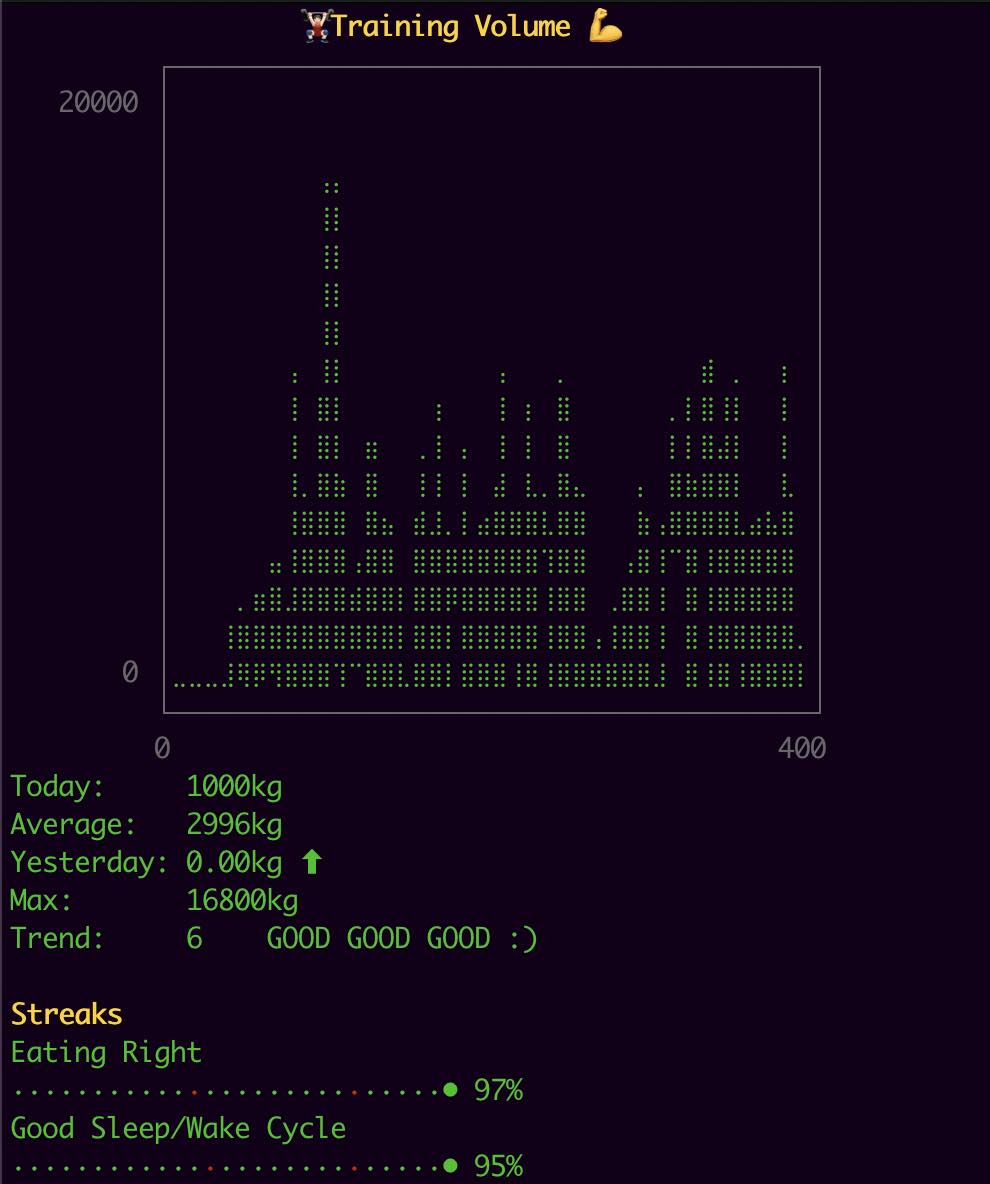 🏋Training Volume 💪
20000
0
0 400
Today: 1000kg
Average: 2996kg
Yesterday: 0.00kg ⬆
Max: 16800kg
Trend: 6 GOOD GOOD GOOD :)
Streaks
Eating Right
...........................● 97%
Good Sleep/Wake Cycle
...........................● 95%